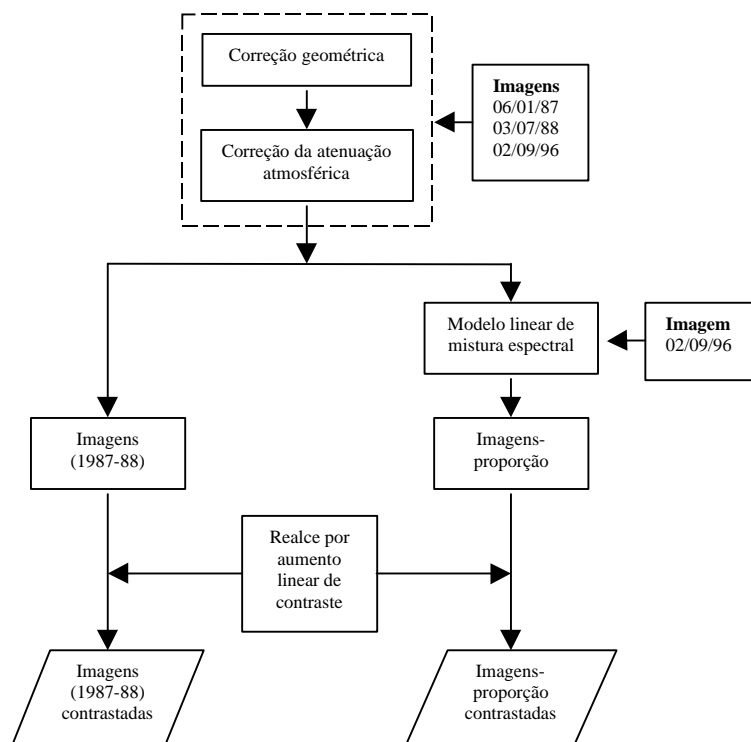 Correção geométrica
Imagens
06/01/87
03/07/88
02/09/96
Correção da atenuação
atmosférica
Modelo linear de
mistura espectral
Imagem
02/09/96
Imagens
(1987-88)
Imagens-
proporção
Realce por
aumento
linear de
contraste
Imagens
(1987-88)
contrastadas
Imagens-
proporção
contrastadas